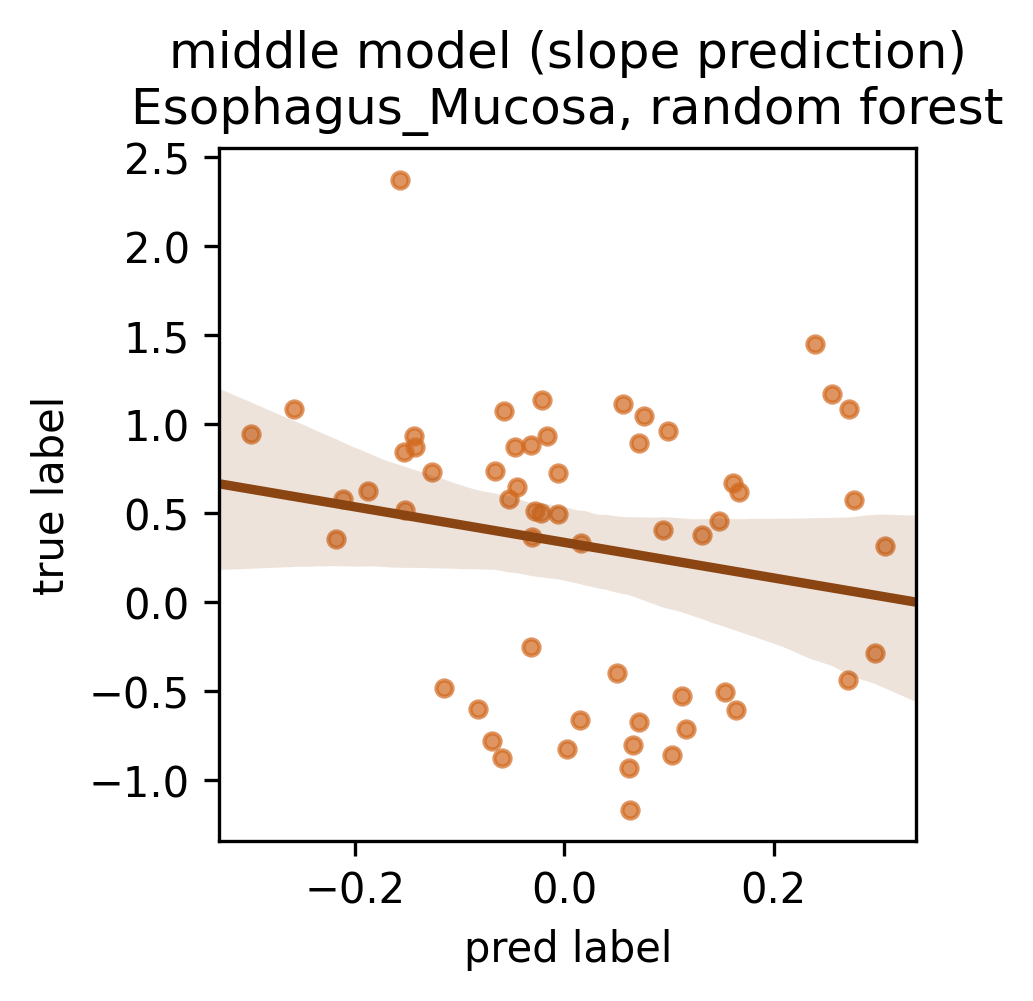 middle model (slope prediction)
Esophagus_Mucosa, random forest
2.5
2.0
1.5
1.0
0.5
0.0
−0.5
−1.0
true label
−0.2
0.0
0.2
pred label